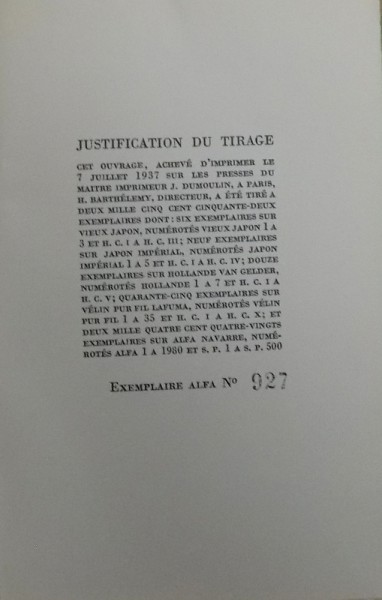 JUSTIFICATION DU TIRAGE
CET OUVRAGE, ACHEVÉ D'IMPRIMER LE
7 JUILLET 1937 SUR LES PRESSES DU
MAITRE IMPRIMEUR J. DUMOULIN, A PARIS,
H. BARTHÉLEMY, DIRECTEUR, A ÉTÉ TIRÉ A
DEUX MILLE CINQ CENT CINQUANTE-DEUX
EXEMPLAIRES DONT : SIX EXEMPLAIRES SUR
VIEUX JAPON, NUMÉROTÉS VIEUX JAPON 1 A
3 ET H. C. I A H. C. III; NEUF EXEMPLAIRES
SUR JAPON IMPÉRIAL, NUMÉROTÉS JAPON
IMPÉRIAL 1 A 5 ET H. C. I A H. C. IV; DOUZE
EXEMPLAIRES SUR HOLLANDE VAN GELDER,
NUMÉROTÉS HOLLANDE 1 A 7 ET H. C. I A
H. C. V; QUARANTE-CINQ EXEMPLAIRES SUR
VÉLIN PUR FIL LAFUMA, NUMÉROTÉS VÉLIN
PUR FIL 1 A 35 ET H. C. I A H. C. X; ET
DEUX MILLE QUATRE CENT QUATRE-VINGTS
EXEMPLAIRES SUR ALFA NAVARRE, NUMÉ-
ROTÉS ALFA 1 A 1980 ET S. P. 1 A S. P. 500
EXEMPLAIRE ALFA Nº 927